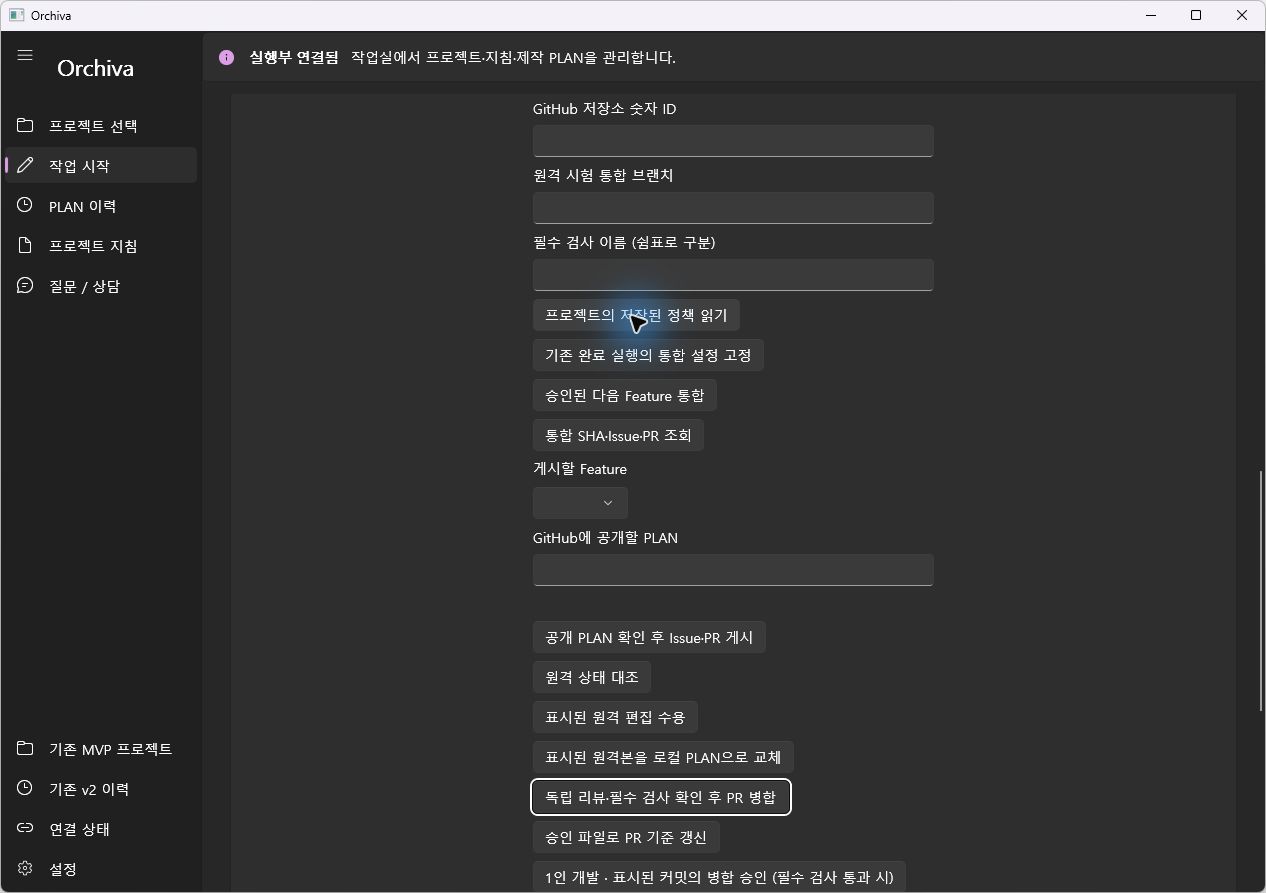 Orchiva
Orchiva
실행부 연결됨 작업실에서 프로젝트·지침·제작 PLAN을 관리합니다.
프로젝트 선택
작업 시작
PLAN 이력
프로젝트 지침
질문 / 상담
기존 MVP 프로젝트
기존 v2 이력
연결 상태
설정
GitHub 저장소 숫자 ID
원격 시험 통합 브랜치
필수 검사 이름 (쉼표로 구분)
프로젝트의 저장된 정책 읽기
기존 완료 실행의 통합 설정 고정
승인된 다음 Feature 통합
통합 SHA·Issue·PR 조회
게시할 Feature
GitHub에 공개할 PLAN
공개 PLAN 확인 후 Issue·PR 게시
원격 상태 대조
표시된 원격 편집 수용
표시된 원격본을 로컬 PLAN으로 교체
독립 리뷰·필수 검사 확인 후 PR 병합
승인 파일로 PR 기준 갱신
1인 개발 · 표시된 커밋의 병합 승인 (필수 검사 통과 시)